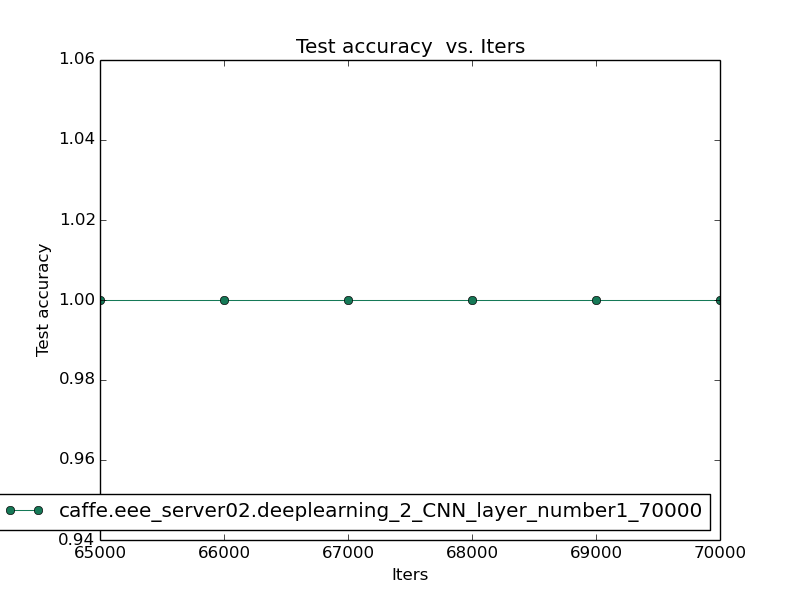 Test accuracy  vs. Iters
1.06
1.04
1.02
1.00
0.98
0.96
0.94
Test accuracy
caffe.eee_server02.deeplearning_2_CNN_layer_number1_70000
65000 66000 67000 68000 69000 70000
Iters